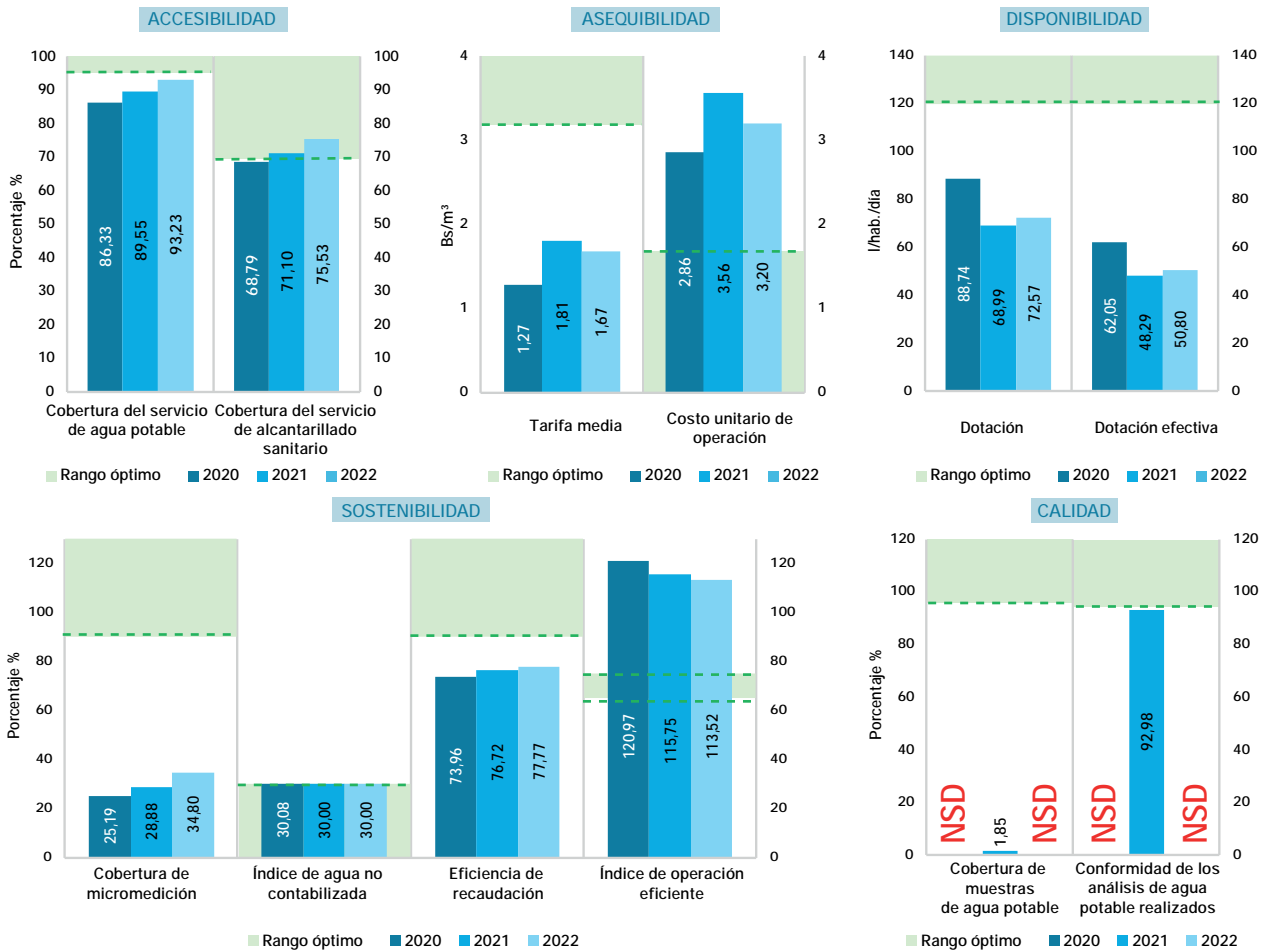 ACCESIBILIDAD
100
90
80
70
60
50
40
30
20
10
0
Porcentaje %
86,33
89,55
93,23
68,79
71,10
75,53
100
90
80
70
60
50
40
30
20
10
0
Cobertura del servicio
de agua potable
Cobertura del servicio
de alcantarillado
sanitario
Rango óptimo 2020 2021 2022
ASEQUIBILIDAD
4
3
2
1
0
Bs/m³
1,27
1,81
1,67
2,86
3,56
3,20
4
3
2
1
0
Tarifa media
Costo unitario de
operación
Rango óptimo 2020 2021 2022
DISPONIBILIDAD
140
120
100
80
60
40
20
0
l/hab./dia
88,74
68,99
72,57
62,05
48,29
50,80
140
120
100
80
60
40
20
0
Dotación
Dotación efectiva
Rango óptimo 2020 2021 2022
SOSTENIBILIDAD
120
100
80
60
40
20
0
Porcentaje %
25,19
28,88
34,80
30,08
30,00
30,00
73,96
76,72
77,77
120,97
115,75
113,52
120
100
80
60
40
20
0
Cobertura de
micromedición
Índice de agua no
contabilizada
Eficiencia de
recaudación
Índice de operación
eficiente
Rango óptimo 2020 2021 2022
CALIDAD
120
100
80
60
40
20
0
Porcentaje %
NSD
1,85
NSD
NSD
92,98
NSD
120
100
80
60
40
20
0
Cobertura de
muestras
de agua potable
Conformidad de los
análisis de agua
potable realizados
Rango óptimo 2020 2021 2022